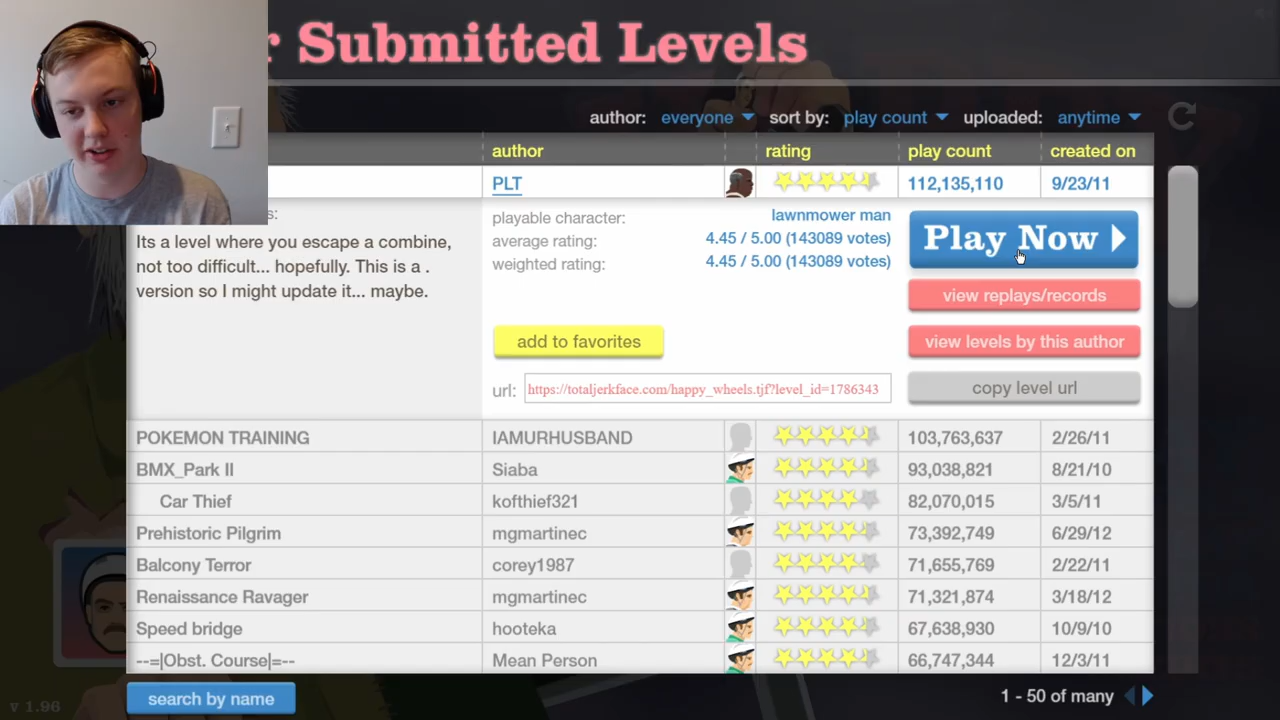 r Submitted Levels
author: everyone sort by: play count uploaded: anytime
author rating play count created on
PLT 112,135,110 9/23/11
s:
Its a level where you escape a combine,
not too difficult... hopefully. This is a .
version so I might update it... maybe.
playable character: lawnmower man
average rating: 4.45 / 5.00 (143089 votes)
weighted rating: 4.45 / 5.00 (143089 votes)
Play Now
view replays/records
add to favorites
view levels by this author
url: https://totaljerkface.com/happy_wheels.tjf?level_id=1786343
copy level url
POKEMON TRAINING IAMURHUSBAND 103,763,637 2/26/11
BMX_Park II Siaba 93,038,821 8/21/10
Car Thief kofthief321 82,070,015 3/5/11
Prehistoric Pilgrim mgmartinec 73,392,749 6/29/12
Balcony Terror corey1987 71,655,769 2/22/11
Renaissance Ravager mgmartinec 71,321,874 3/18/12
Speed bridge hooteka 67,638,930 10/9/10
--=|Obst. Course|=-- Mean Person 66,747,344 12/3/11
search by name
1 - 50 of many
v 1.96